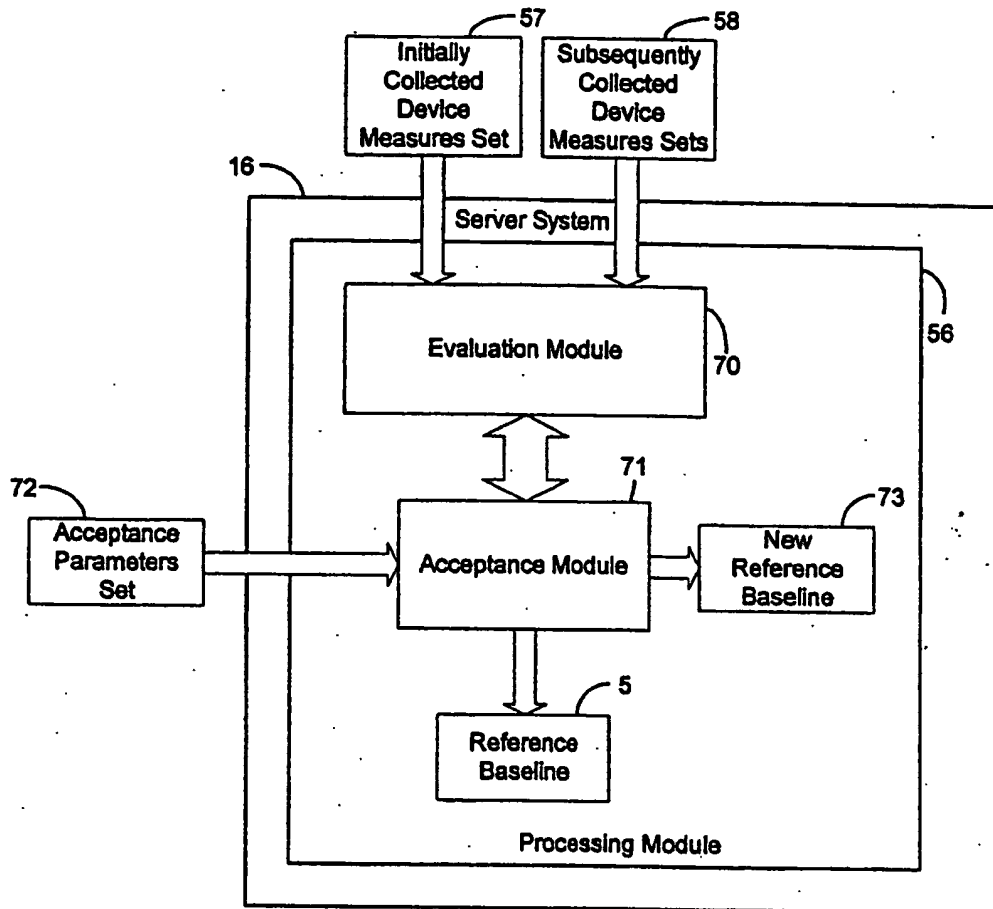 57
58
Initially
Collected
Device
Measures Set
Subsequently
Collected
Device
Measures Sets
16
Server System
56
Evaluation Module
70
71
72
73
Acceptance
Parameters
Set
Acceptance Module
New
Reference
Baseline
5
Reference
Baseline
Processing Module